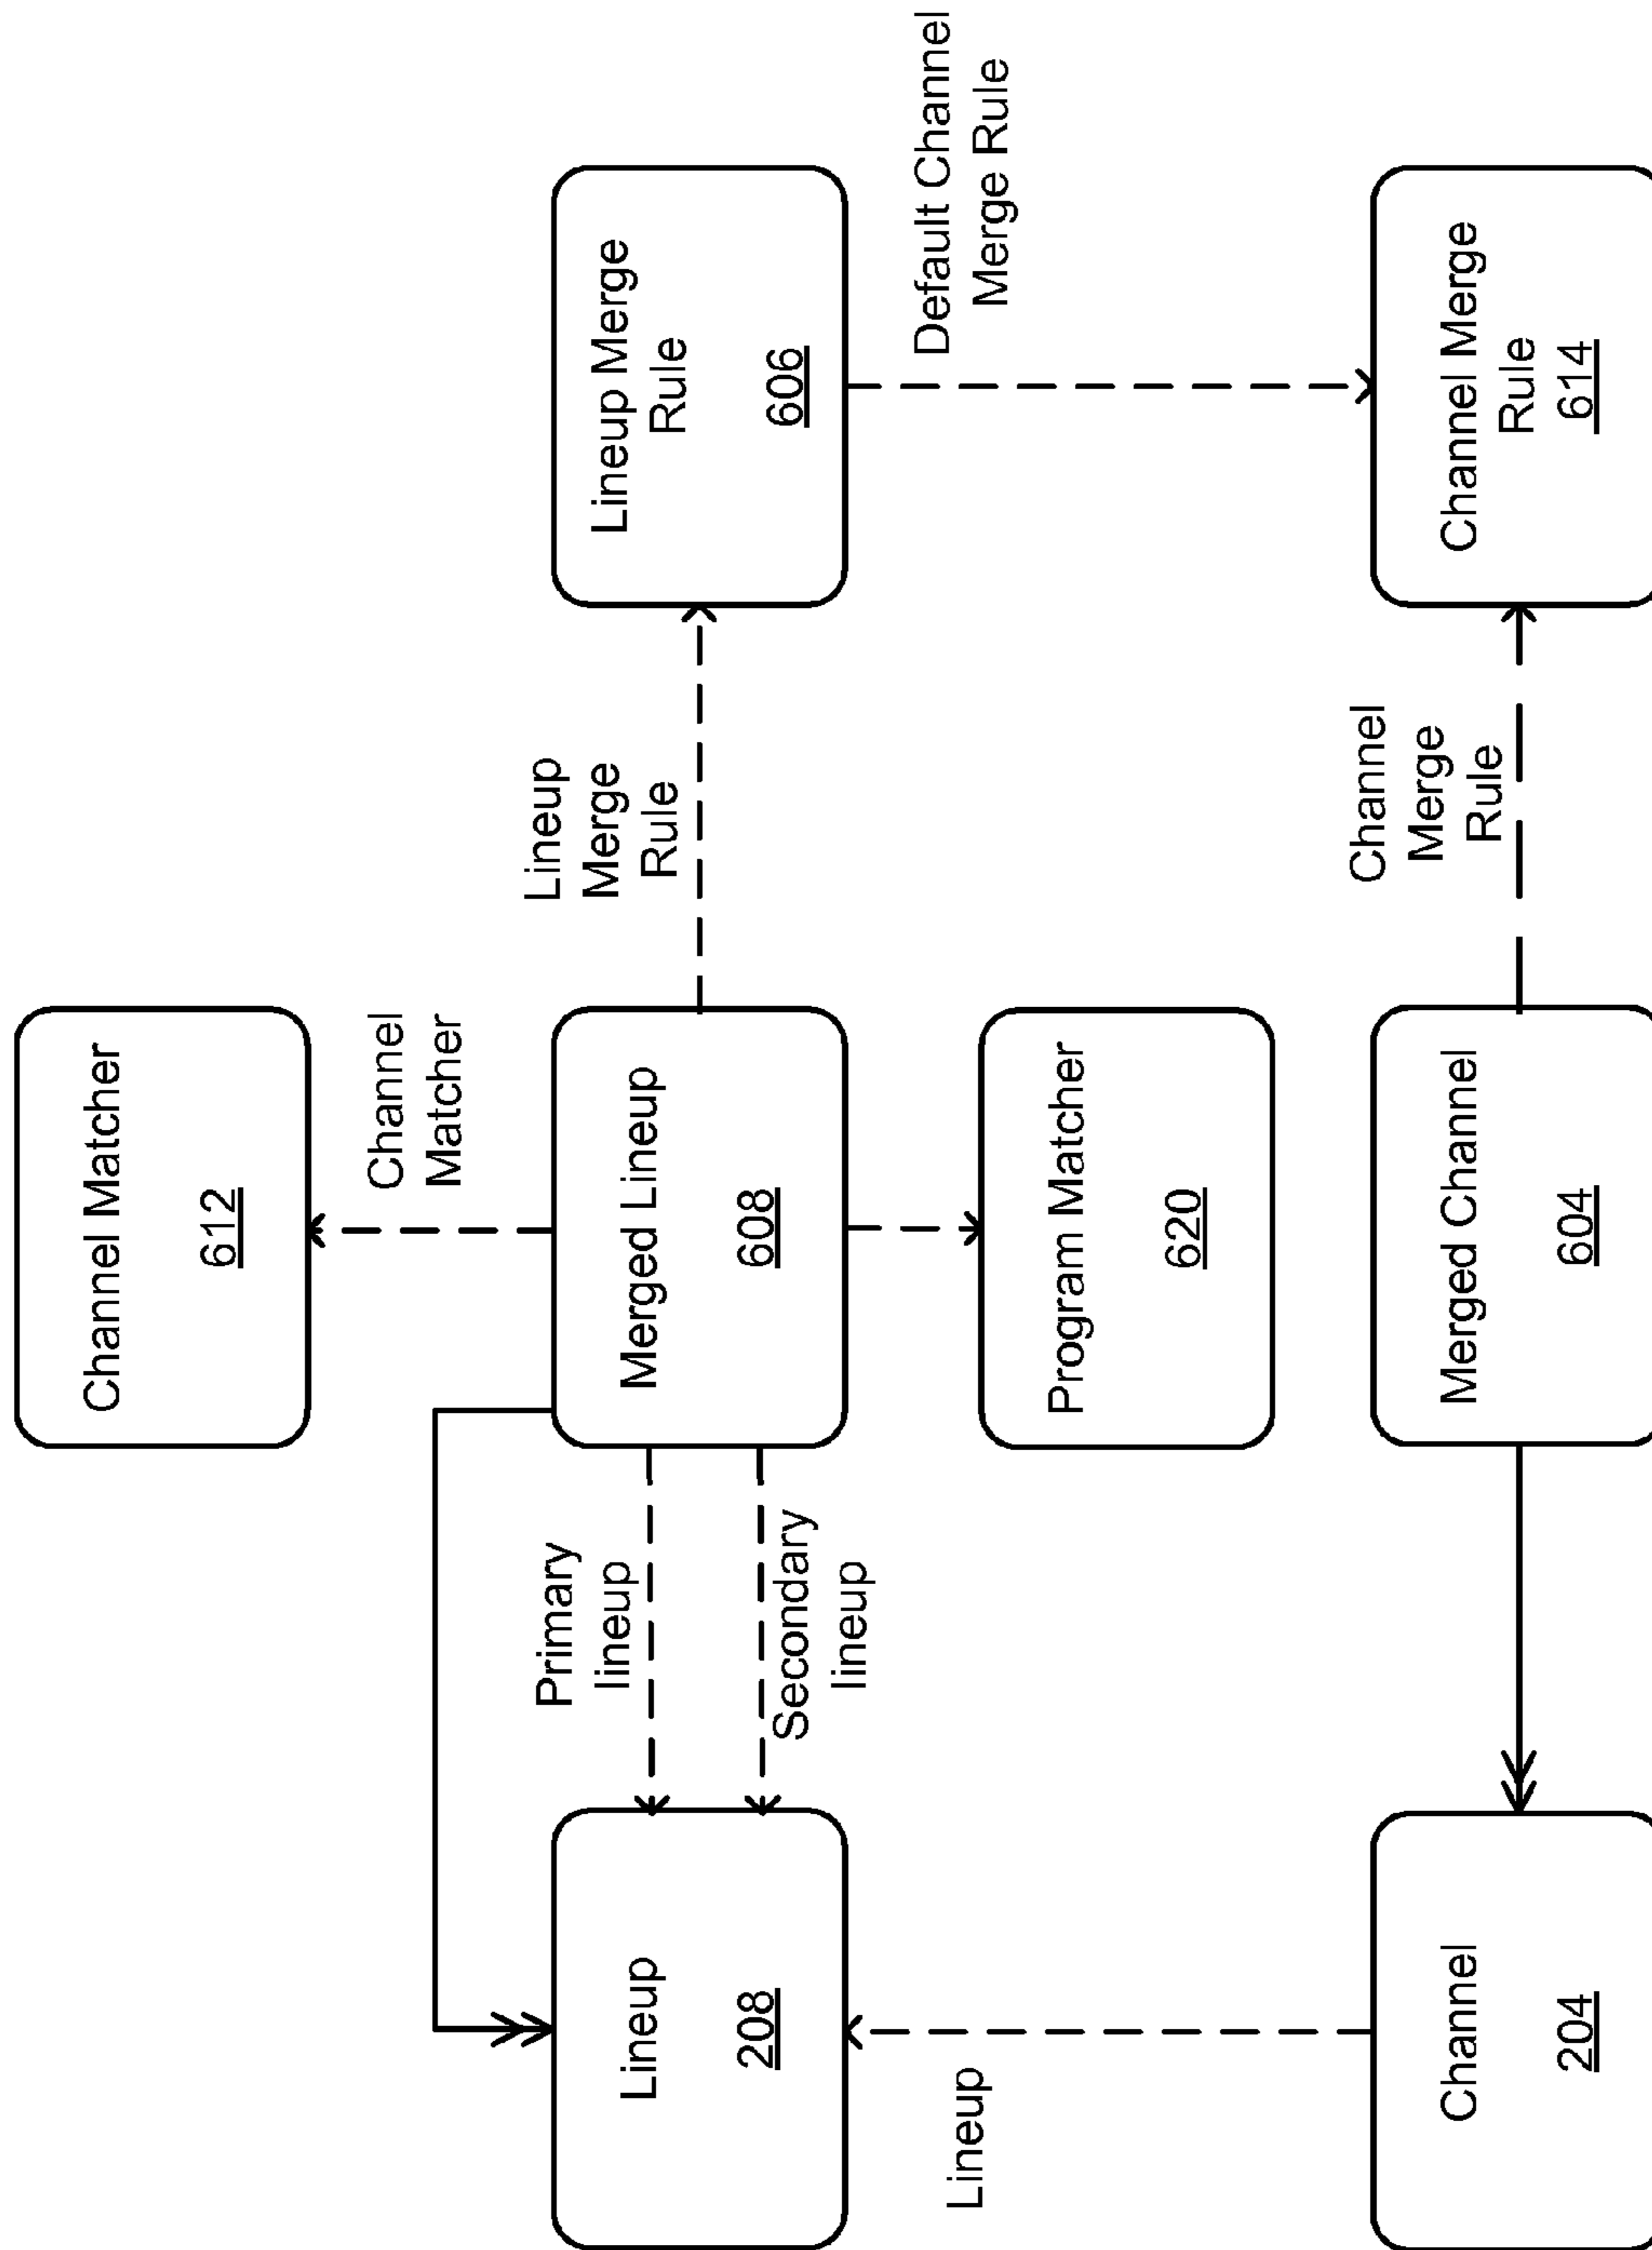 Channel Matcher
612
Channel
Matcher
Lineup
208
Primary
lineup
Secondary
lineup
Merged Lineup
608
Lineup
Merge
Rule
Lineup Merge
Rule
606
Lineup
Program Matcher
620
Default Channel
Merge Rule
Channel
204
Merged Channel
604
Channel
Merge
Rule
Channel Merge
Rule
614